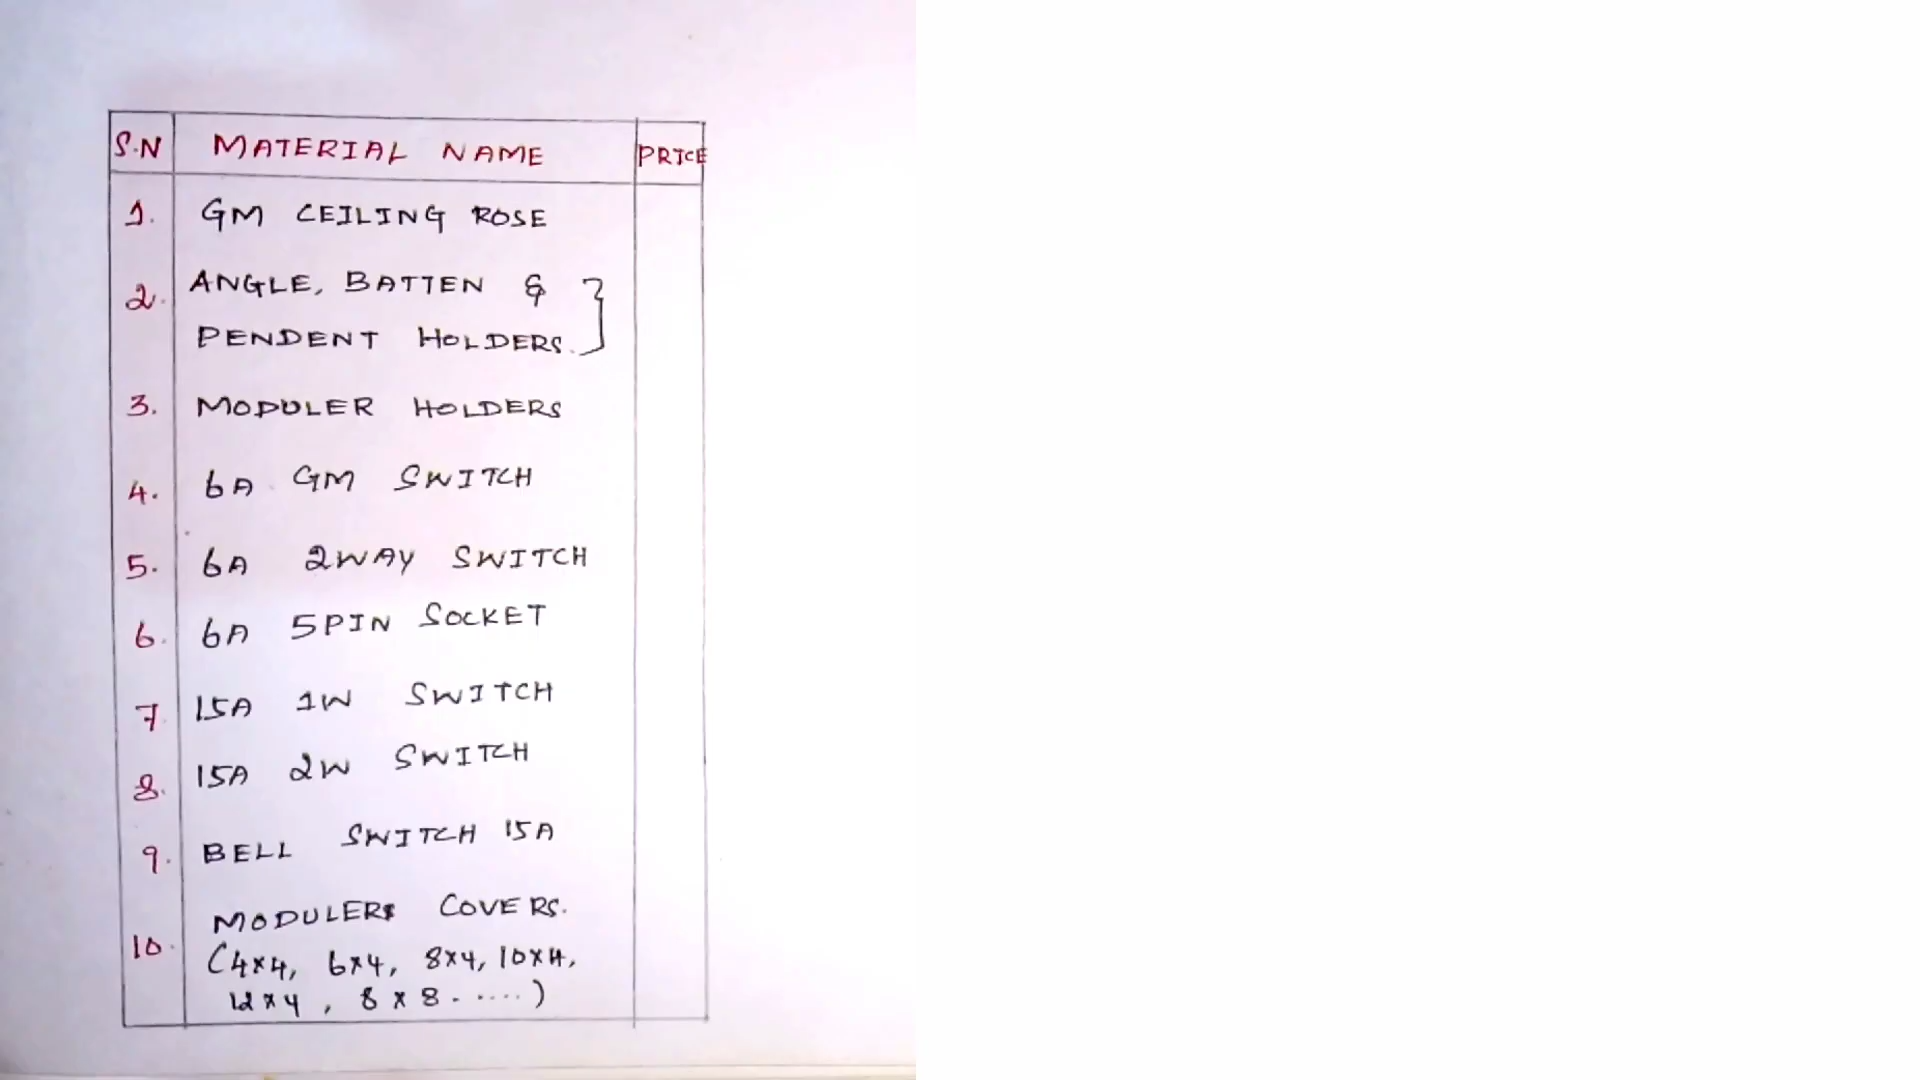 S.N MATERIAL NAME PRICE
1. GM CEILING ROSE
2. ANGLE, BATTEN &
PENDENT HOLDERS.
3. MODULER HOLDERS
4. 6A GM SWITCH
5. 6A 2WAY SWITCH
6. 6A 5PIN SOCKET
7 15A 1W SWITCH
8. 15A 2W SWITCH
9. BELL SWITCH 15A
10. MODULERS COVERS.
(4x4, 6x4, 8x4, 10x4,
12x4, 8x8......)